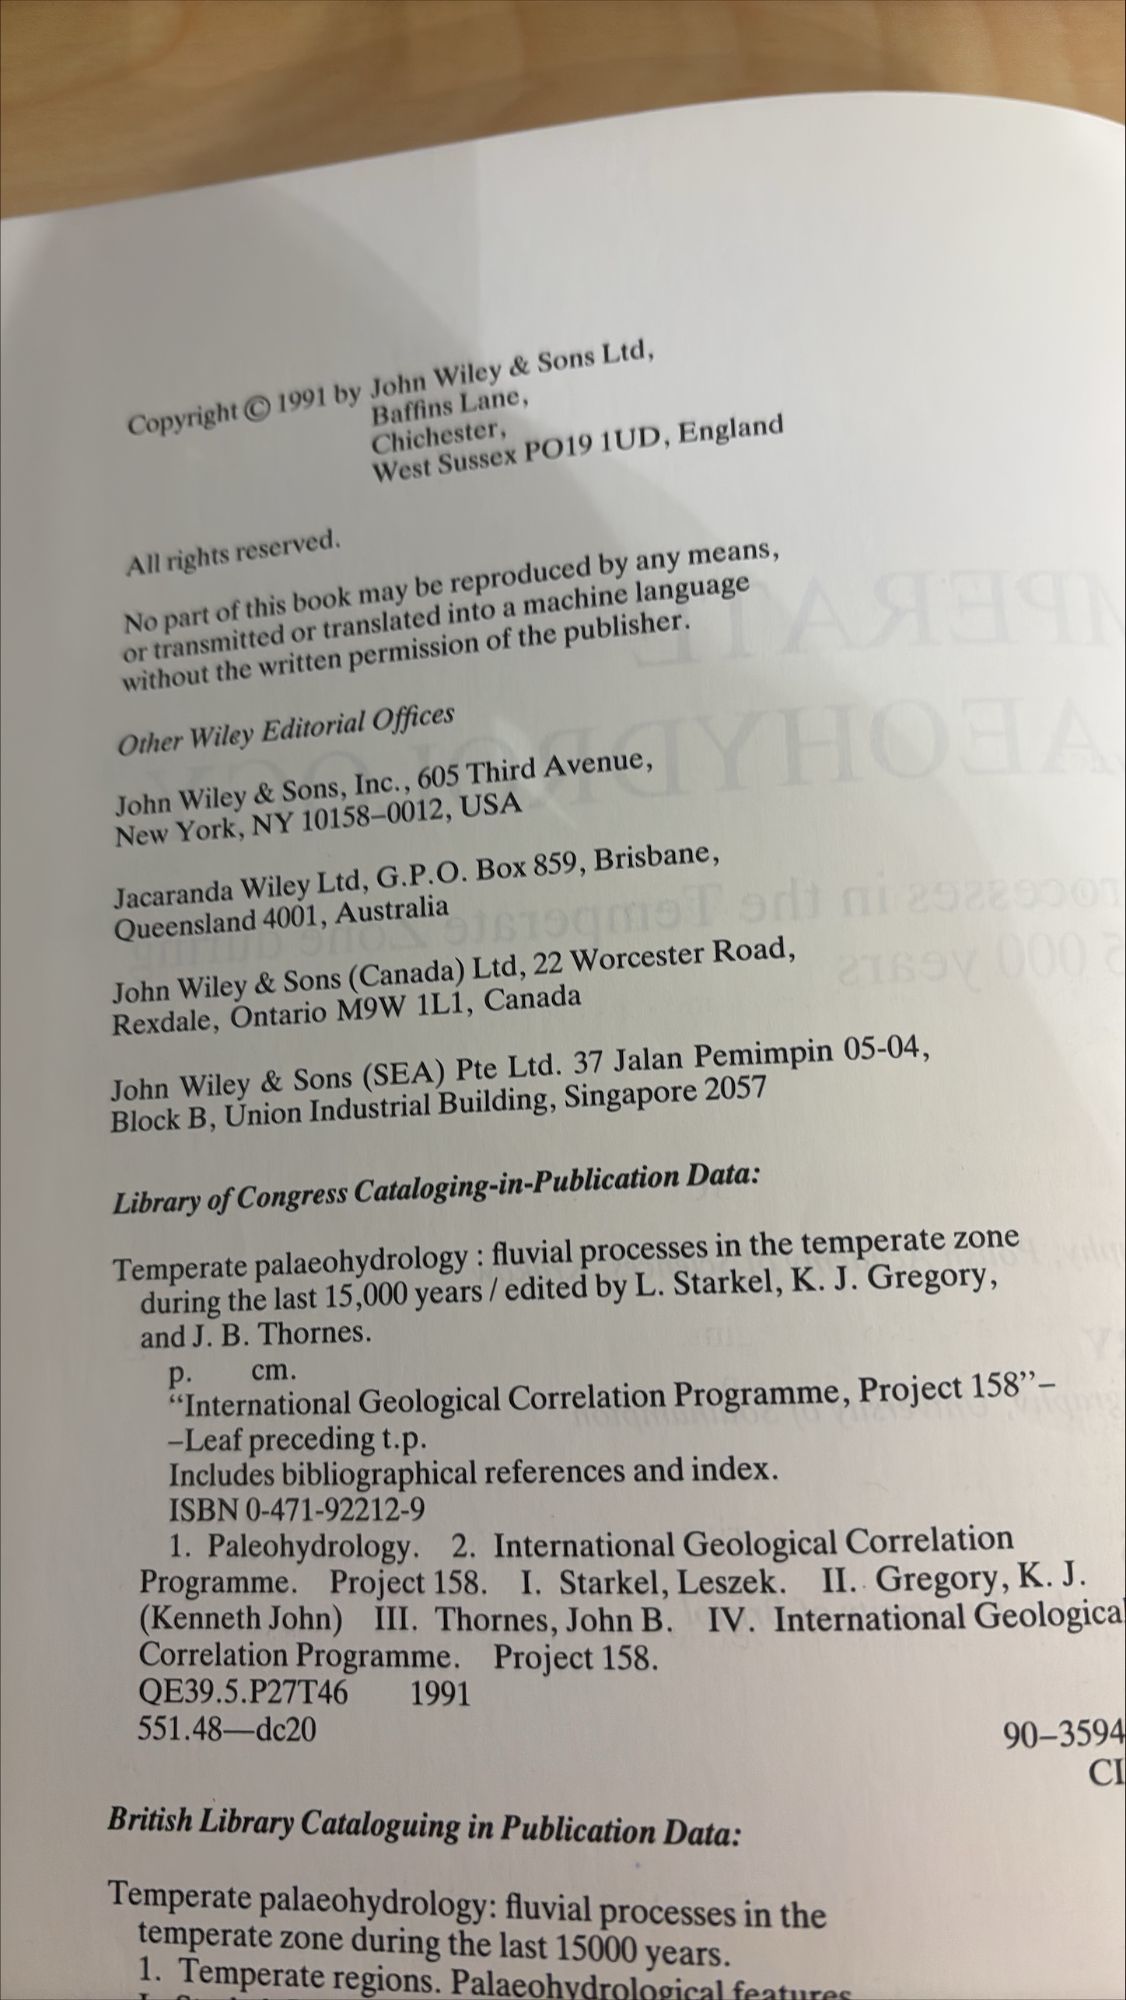 Copyright © 1991 by John Wiley & Sons Ltd,
Baffins Lane,
Chichester,
West Sussex PO19 1UD, England
All rights reserved.
No part of this book may be reproduced by any means,
or transmitted or translated into a machine language
without the written permission of the publisher.
Other Wiley Editorial Offices
John Wiley & Sons, Inc., 605 Third Avenue,
New York, NY 10158–0012, USA
Jacaranda Wiley Ltd, G.P.O. Box 859, Brisbane,
Queensland 4001, Australia
John Wiley & Sons (Canada) Ltd, 22 Worcester Road,
Rexdale, Ontario M9W 1L1, Canada
John Wiley & Sons (SEA) Pte Ltd. 37 Jalan Pemimpin 05-04,
Block B, Union Industrial Building, Singapore 2057
Library of Congress Cataloging-in-Publication Data:
Temperate palaeohydrology : fluvial processes in the temperate zone
during the last 15,000 years / edited by L. Starkel, K. J. Gregory,
and J. B. Thornes.
p. cm.
“International Geological Correlation Programme, Project 158”–
–Leaf preceding t.p.
Includes bibliographical references and index.
ISBN 0-471-92212-9
1. Paleohydrology. 2. International Geological Correlation
Programme. Project 158. I. Starkel, Leszek. II. Gregory, K. J.
(Kenneth John) III. Thornes, John B. IV. International Geologica
Correlation Programme. Project 158.
QE39.5.P27T46 1991
551.48—dc20 90–3594
CI
British Library Cataloguing in Publication Data:
Temperate palaeohydrology: fluvial processes in the
temperate zone during the last 15000 years.
1. Temperate regions. Palaeohydrological features